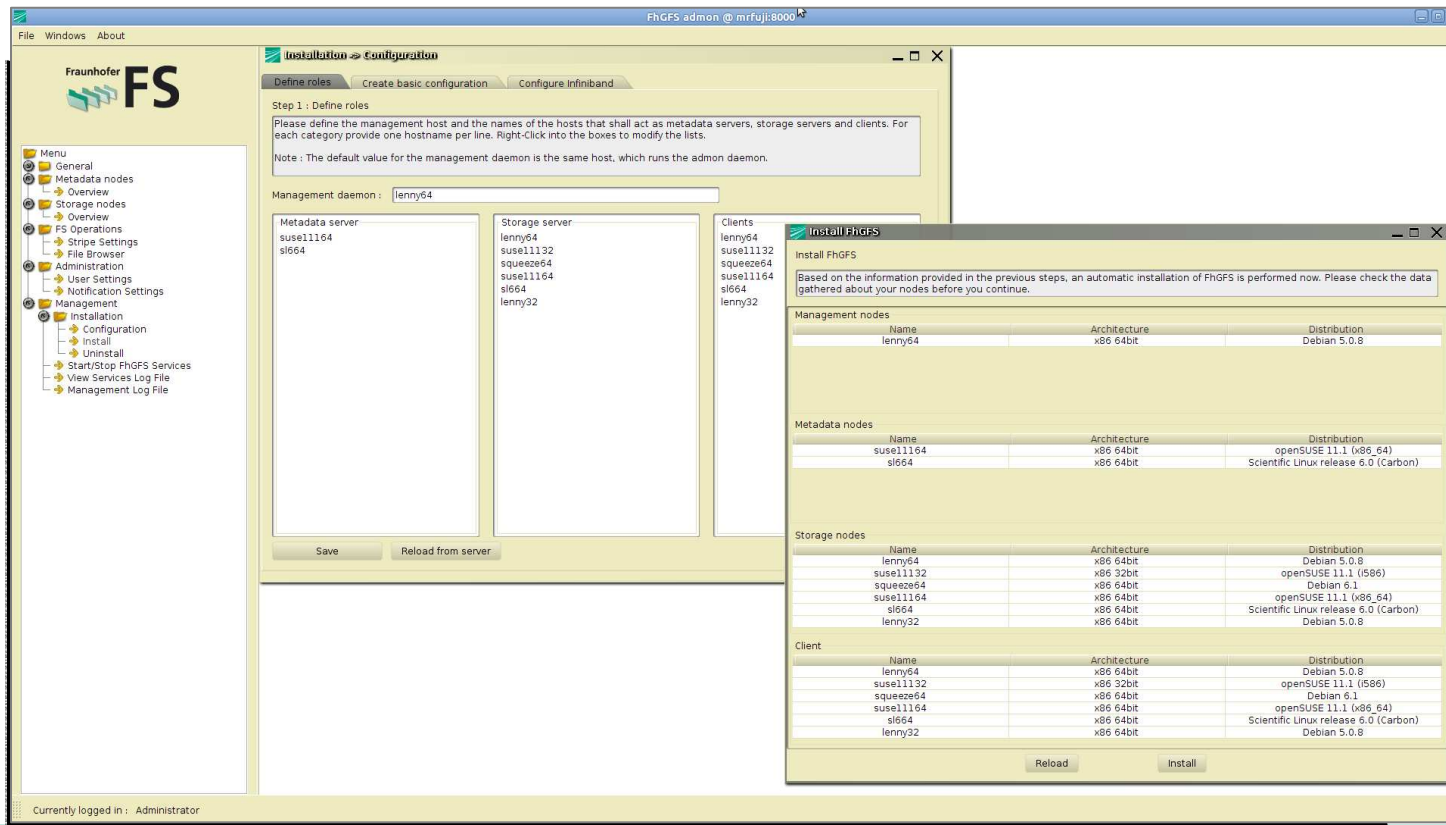 FhGFS admon @ mrfuji:8000
File Windows About
Fraunhofer FS
Menu
General
Metadata nodes
Overview
Storage nodes
Overview
FS Operations
Stripe Settings
File Browser
Administration
User Settings
Notification Settings
Management
Installation
Configuration
Install
Uninstall
Start/Stop FhGFS Services
View Services Log File
Management Log File
Installation -> Configuration
Define roles Create basic configuration Configure Infiniband
Step 1 : Define roles
Please define the management host and the names of the hosts that shall act as metadata servers, storage servers and clients. For
each category provide one hostname per line. Right-Click into the boxes to modify the lists.
Note : The default value for the management daemon is the same host, which runs the admon daemon.
Management daemon : lenny64
Metadata server
suse11164
sl664
Storage server
lenny64
suse11132
squeeze64
suse11164
sl664
lenny32
Clients
lenny64
suse11132
squeeze64
suse11164
sl664
lenny32
Save Reload from server
Install FhGFS
Install FhGFS
Based on the information provided in the previous steps, an automatic installation of FhGFS is performed now. Please check the data
gathered about your nodes before you continue.
Management nodes
Name Architecture Distribution
lenny64 x86 64bit Debian 5.0.8
Metadata nodes
Name Architecture Distribution
suse11164 x86 64bit openSUSE 11.1 (x86_64)
sl664 x86 64bit Scientific Linux release 6.0 (Carbon)
Storage nodes
Name Architecture Distribution
lenny64 x86 64bit Debian 5.0.8
suse11132 x86 32bit openSUSE 11.1 (i586)
squeeze64 x86 64bit Debian 6.1
suse11164 x86 64bit openSUSE 11.1 (x86_64)
sl664 x86 64bit Scientific Linux release 6.0 (Carbon)
lenny32 x86 64bit Debian 5.0.8
Client
Name Architecture Distribution
lenny64 x86 64bit Debian 5.0.8
suse11132 x86 32bit openSUSE 11.1 (i586)
squeeze64 x86 64bit Debian 6.1
suse11164 x86 64bit openSUSE 11.1 (x86_64)
sl664 x86 64bit Scientific Linux release 6.0 (Carbon)
lenny32 x86 64bit Debian 5.0.8
Reload Install
Currently logged in : Administrator